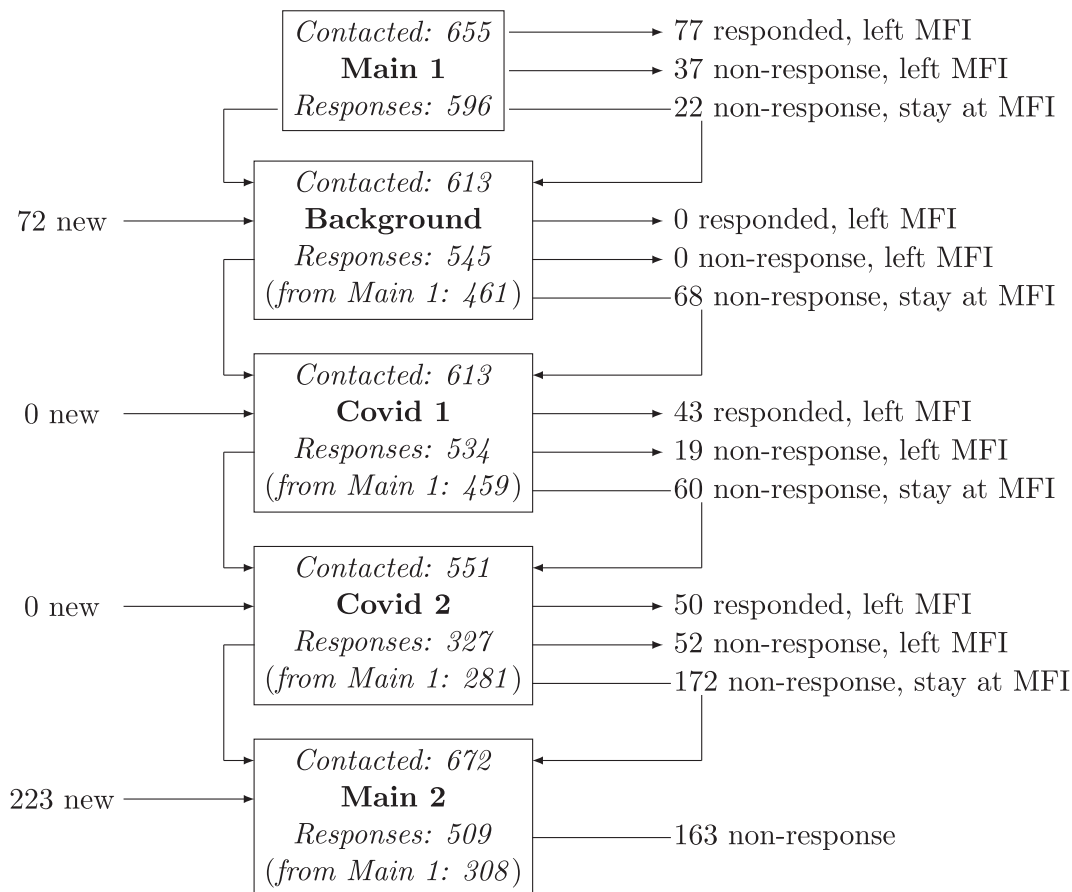 Contacted: 655
Main 1
Responses: 596
77 responded, left MFI
37 non-response, left MFI
22 non-response, stay at MFI
72 new
Contacted: 613
Background
Responses: 545
(from Main 1: 461)
0 responded, left MFI
0 non-response, left MFI
68 non-response, stay at MFI
0 new
Contacted: 613
Covid 1
Responses: 534
(from Main 1: 459)
43 responded, left MFI
19 non-response, left MFI
60 non-response, stay at MFI
0 new
Contacted: 551
Covid 2
Responses: 327
(from Main 1: 281)
50 responded, left MFI
52 non-response, left MFI
172 non-response, stay at MFI
223 new
Contacted: 672
Main 2
Responses: 509
(from Main 1: 308)
163 non-response